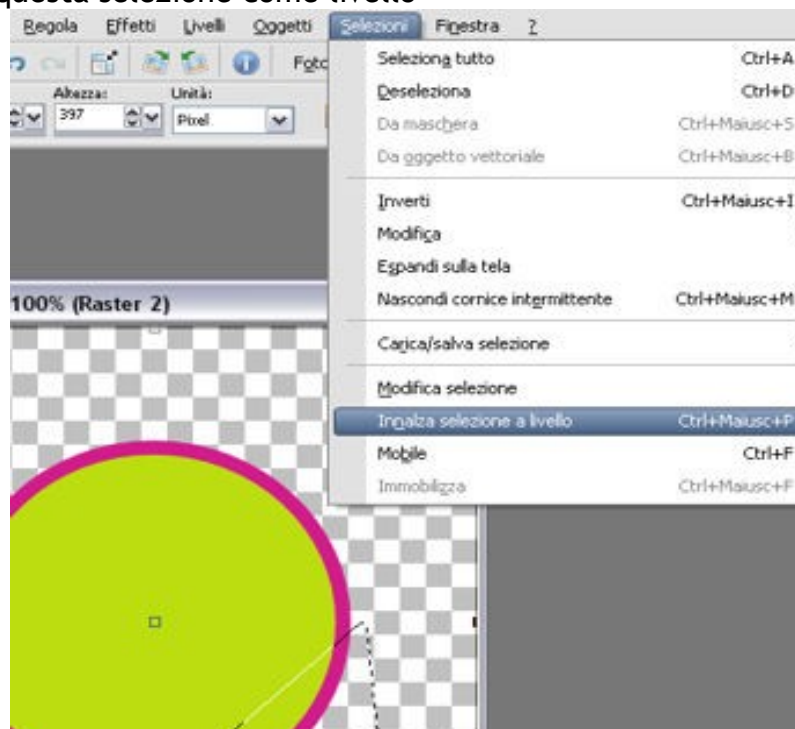 questa selezione come livello
Regola Effetti Livelli Oggetti Selezioni Finestra ?
Altezza: Unità:
397 Pixel
Seleziona tutto Ctrl+A
Deseleziona Ctrl+D
Da maschera Ctrl+Maiusc+S
Da oggetto vettoriale Ctrl+Maiusc+B
Inverti Ctrl+Maiusc+I
Modifica
Espandi sulla tela
Nascondi cornice intermittente Ctrl+Maiusc+M
100% (Raster 2)
Carica/salva selezione
Modifica selezione
Innalza selezione a livello Ctrl+Maiusc+P
Mobile Ctrl+F
Immobilizza Ctrl+Maiusc+F